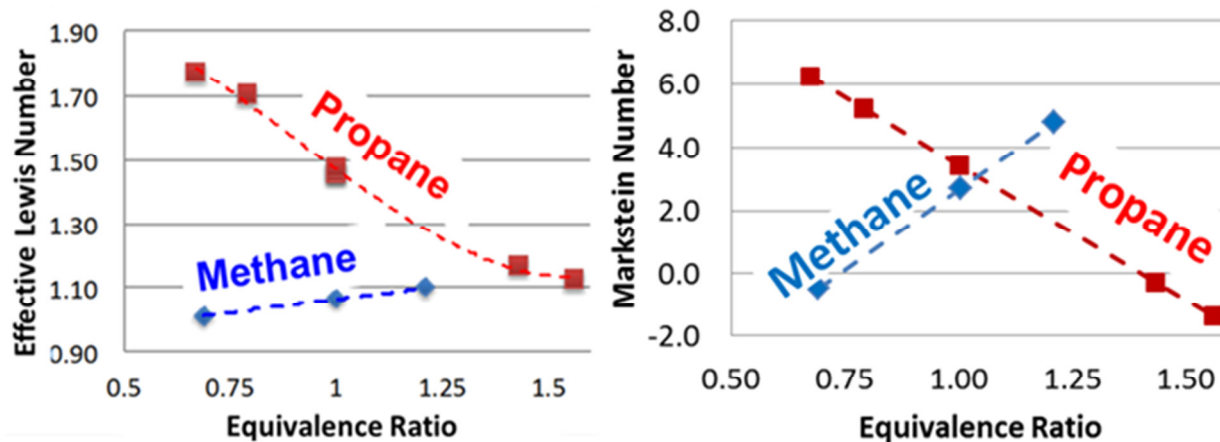 Effective Lewis Number
1.90
1.70
1.50
1.30
1.10
0.90
Propane
Methane
0.5
0.75
1
1.25
1.5
Equivalence Ratio
Markstein Number
8.0
6.0
4.0
2.0
0.0
-2.0
Methane
Propane
0.50
0.75
1.00
1.25
1.50
Equivalence Ratio